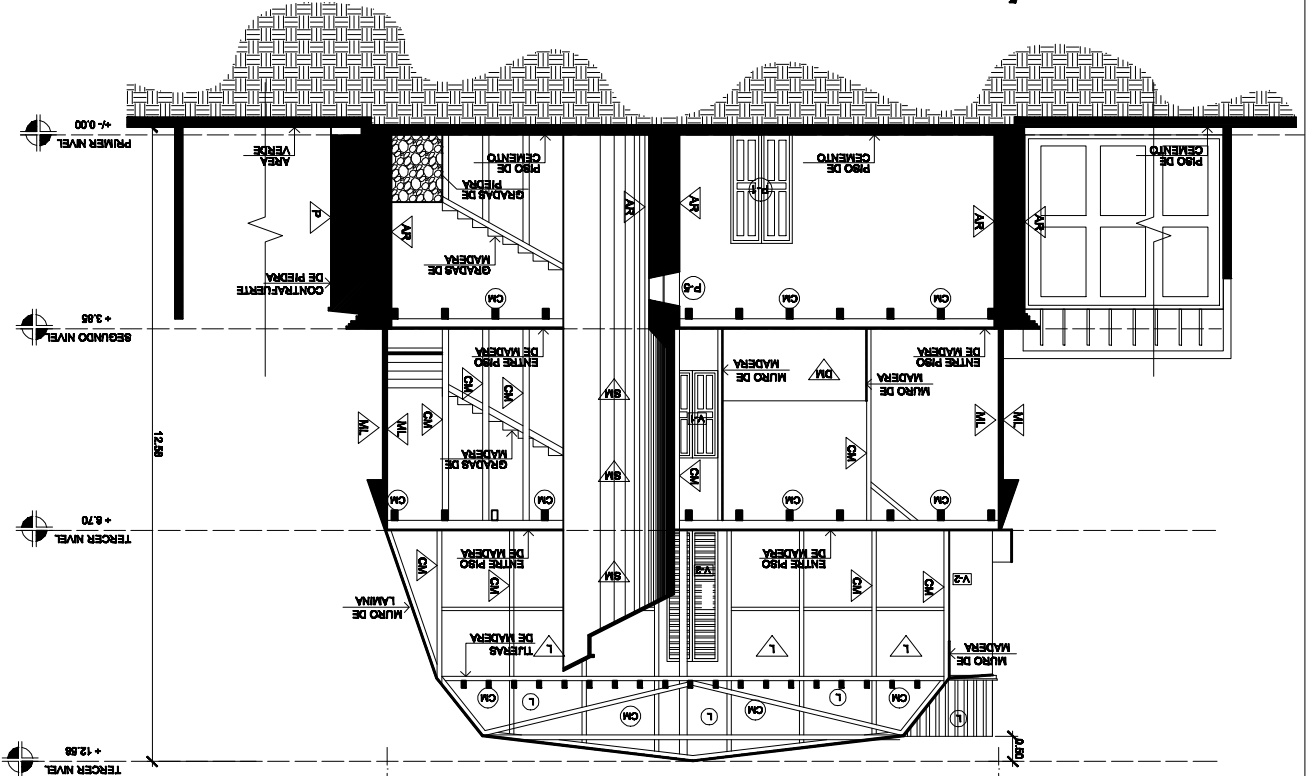 TERCER NIVEL
+ 12.58
0.50
L
CM
L
CM
L
CM
L
CM
MURO DE
MADERA
L
L
L
TIJERAS
DE MADERA
MURO DE
LAMINA
V-2
CM
CM
V-2
CM
CM
ENTRE PISO
DE MADERA
ENTRE PISO
DE MADERA
SM
TERCER NIVEL
+ 6.70
CM
CM
CM
CM
CM
CM
SM
GRADAS DE
MADERA
12.58
ML
ML
V-1
CM
ML
ML
MURO DE
MADERA
DM
MURO DE
MADERA
SM
CM
CM
ENTRE PISO
DE MADERA
ENTRE PISO
DE MADERA
SEGUNDO NIVEL
+ 3.85
CM
CM
P-5
CM
CONTRAFUERTE
DE PIEDRA
GRADAS DE
MADERA
AR
AR
AR
AR
AR
P
P-1
GRADAS DE
PIEDRA
PISO DE
CEMENTO
PISO DE
CEMENTO
PISO DE
CEMENTO
AREA
VERDE
PRIMER NIVEL
+/- 0.00